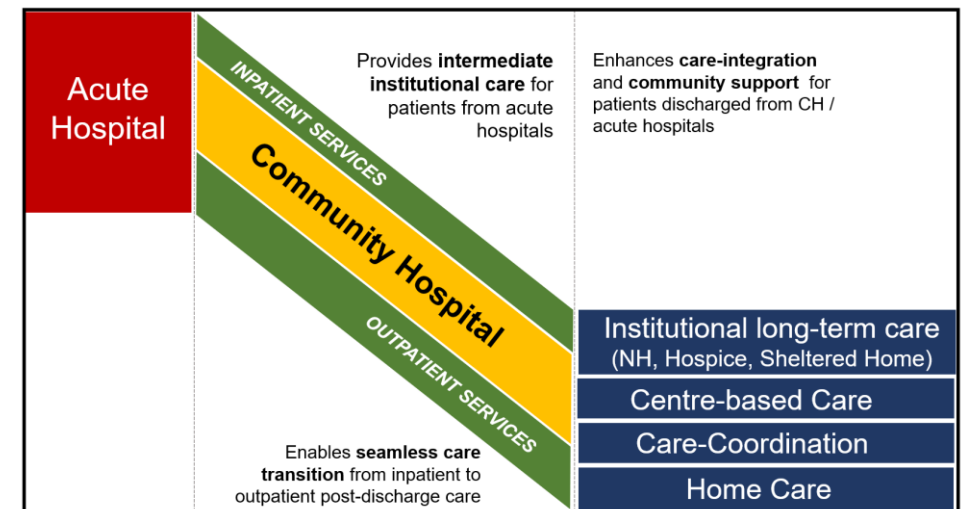 Acute
Hospital
INPATIENT SERVICES
Community Hospital
OUTPATIENT SERVICES
Provides intermediate
institutional care for
patients from acute
hospitals
Enhances care-integration
and community support for
patients discharged from CH /
acute hospitals
Enables seamless care
transition from inpatient to
outpatient post-discharge care
Institutional long-term care
(NH, Hospice, Sheltered Home)
Centre-based Care
Care-Coordination
Home Care